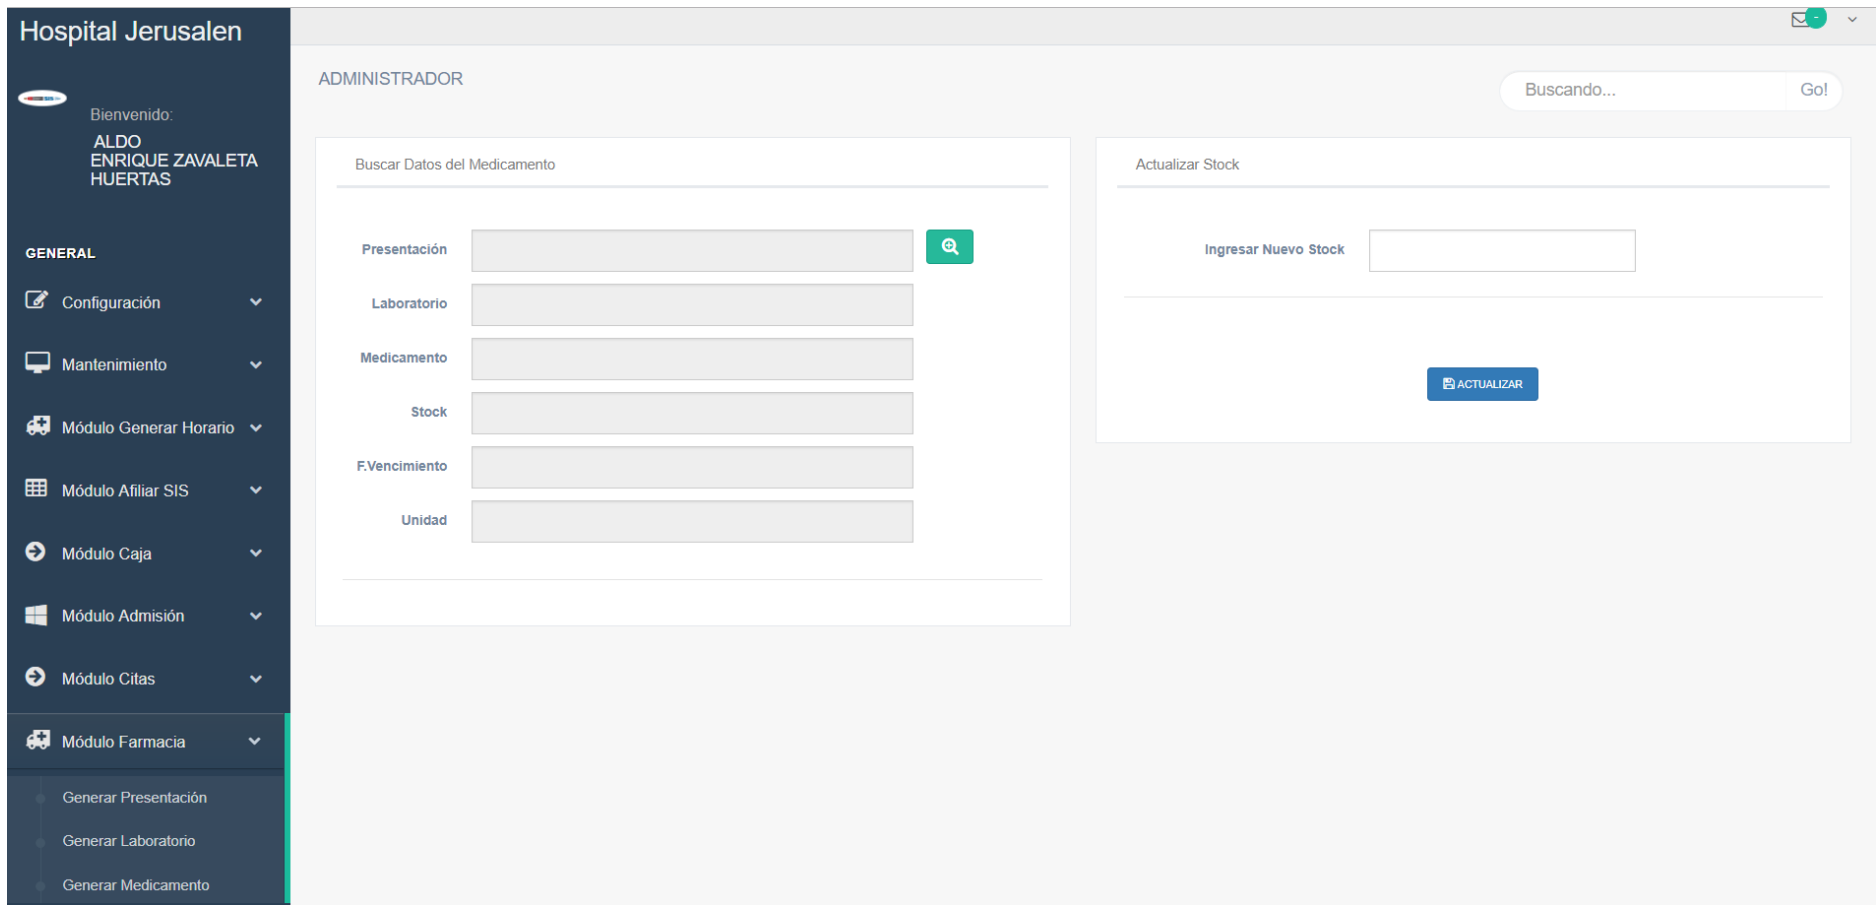 Hospital Jerusalen
Bienvenido:
ALDO
ENRIQUE ZAVALETA
HUERTAS
GENERAL
Configuración
Mantenimiento
Módulo Generar Horario
Módulo Afiliar SIS
Módulo Caja
Módulo Admisión
Módulo Citas
Módulo Farmacia
Generar Presentación
Generar Laboratorio
Generar Medicamento
ADMINISTRADOR
Buscando... Go!
Buscar Datos del Medicamento
Presentación
Laboratorio
Medicamento
Stock
F.Vencimiento
Unidad
Actualizar Stock
Ingresar Nuevo Stock
ACTUALIZAR